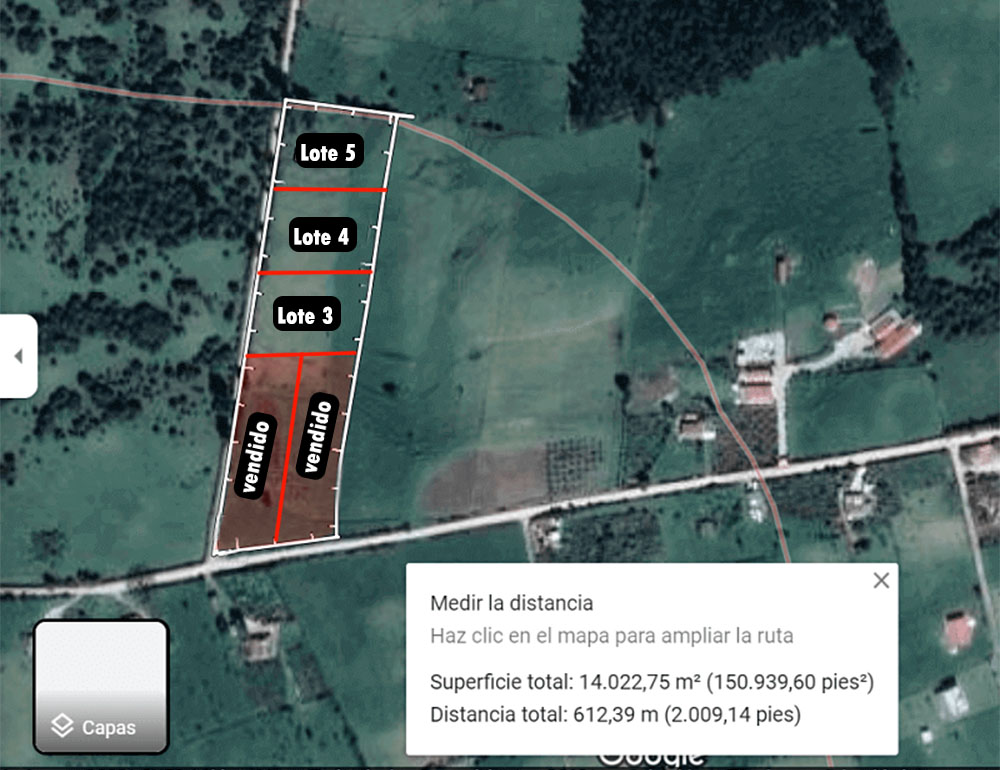 Lote 5
Lote 4
Lote 3
vendido
vendido
Medir la distancia
Haz clic en el mapa para ampliar la ruta
Superficie total: 14.022,75 m² (150.939,60 pies²)
Distancia total: 612,39 m (2.009,14 pies)
Capas
Google